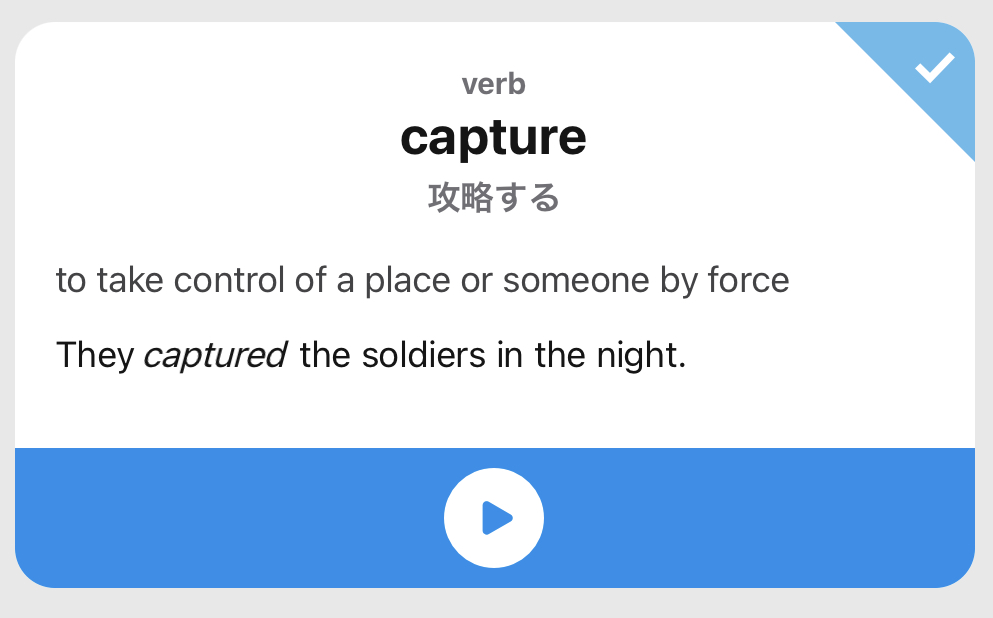 verb
capture
攻略する
to take control of a place or someone by force
They captured the soldiers in the night.